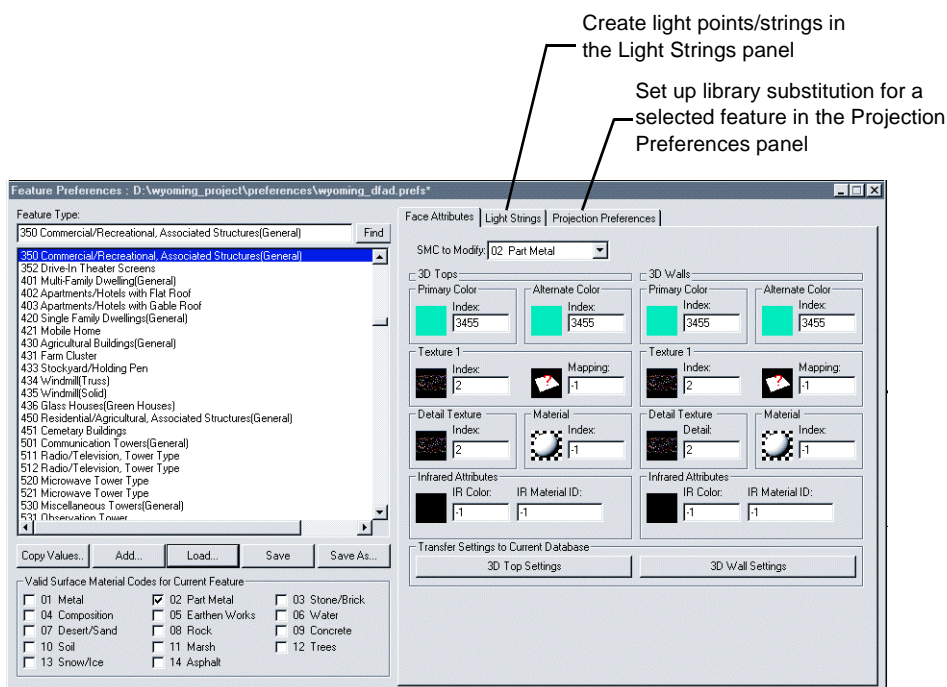 Create light points/strings in
the Light Strings panel
Set up library substitution for a
selected feature in the Projection
Preferences panel
Feature Preferences : D:\wyoming_project\preferences\wyoming_dfad.prefs*
Feature Type:
350 Commercial/Recreational, Associated Structures(General)
Find
350 Commercial/Recreational, Associated Structures(General)
352 Drive-In Theater Screens
401 Multi-Family Dwelling(General)
402 Apartments/Hotels with Flat Roof
403 Apartments/Hotels with Gable Roof
420 Single Family Dwellings(General)
421 Mobile Home
430 Agricultural Buildings(General)
431 Farm Cluster
433 Stockyard/Holding Pen
434 Windmill(Truss)
435 Windmill(Solid)
436 Glass Houses(Green Houses)
450 Residential/Agricultural, Associated Structures(General)
451 Cemetary Buildings
501 Communication Towers(General)
511 Radio/Television, Tower Type
512 Radio/Television, Tower Type
520 Microwave Tower Type
521 Microwave Tower Type
530 Miscellaneous Towers(General)
531 Observation Tower
Copy Values..
Add...
Load...
Save
Save As...
Valid Surface Material Codes for Current Feature
01 Metal
02 Part Metal
03 Stone/Brick
04 Composition
05 Earthen Works
06 Water
07 Desert/Sand
08 Rock
09 Concrete
10 Soil
11 Marsh
12 Trees
13 Snow/Ice
14 Asphalt
Face Attributes
Light Strings
Projection Preferences
SMC to Modify: 02 Part Metal
3D Tops
Primary Color
Index:
3455
Alternate Color
Index:
3455
Texture 1
Index:
2
Mapping:
-1
Detail Texture
Index:
2
Material
Index:
-1
Infrared Attributes
IR Color:
-1
IR Material ID:
-1
3D Walls
Primary Color
Index:
3455
Alternate Color
Index:
3455
Texture 1
Index:
2
Mapping:
-1
Detail Texture
Detail:
2
Material
Index:
-1
Infrared Attributes
IR Color:
-1
IR Material ID:
-1
Transfer Settings to Current Database
3D Top Settings
3D Wall Settings